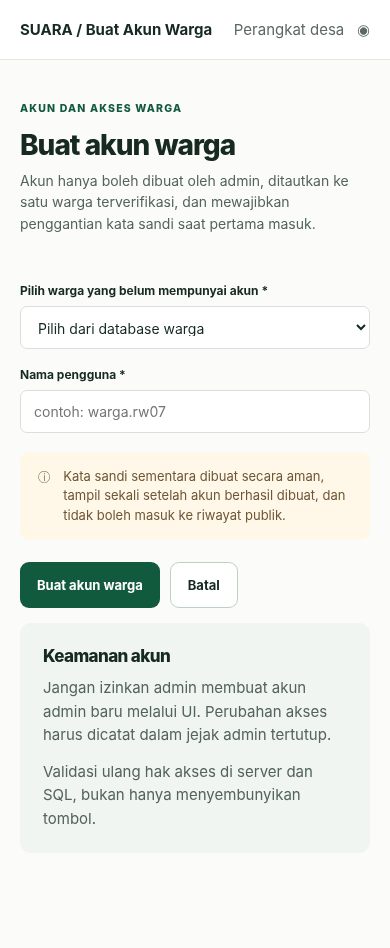 SUARA / Buat Akun Warga
Perangkat desa
AKUN DAN AKSES WARGA
Buat akun warga
Akun hanya boleh dibuat oleh admin, ditautkan ke
satu warga terverifikasi, dan mewajibkan
penggantian kata sandi saat pertama masuk.
Pilih warga yang belum mempunyai akun *
Pilih dari database warga
Nama pengguna *
contoh: warga.rw07
Kata sandi sementara dibuat secara aman,
tampil sekali setelah akun berhasil dibuat, dan
tidak boleh masuk ke riwayat publik.
Buat akun warga
Batal
Keamanan akun
Jangan izinkan admin membuat akun
admin baru melalui UI. Perubahan akses
harus dicatat dalam jejak admin tertutup.
Validasi ulang hak akses di server dan
SQL, bukan hanya menyembunyikan
tombol.